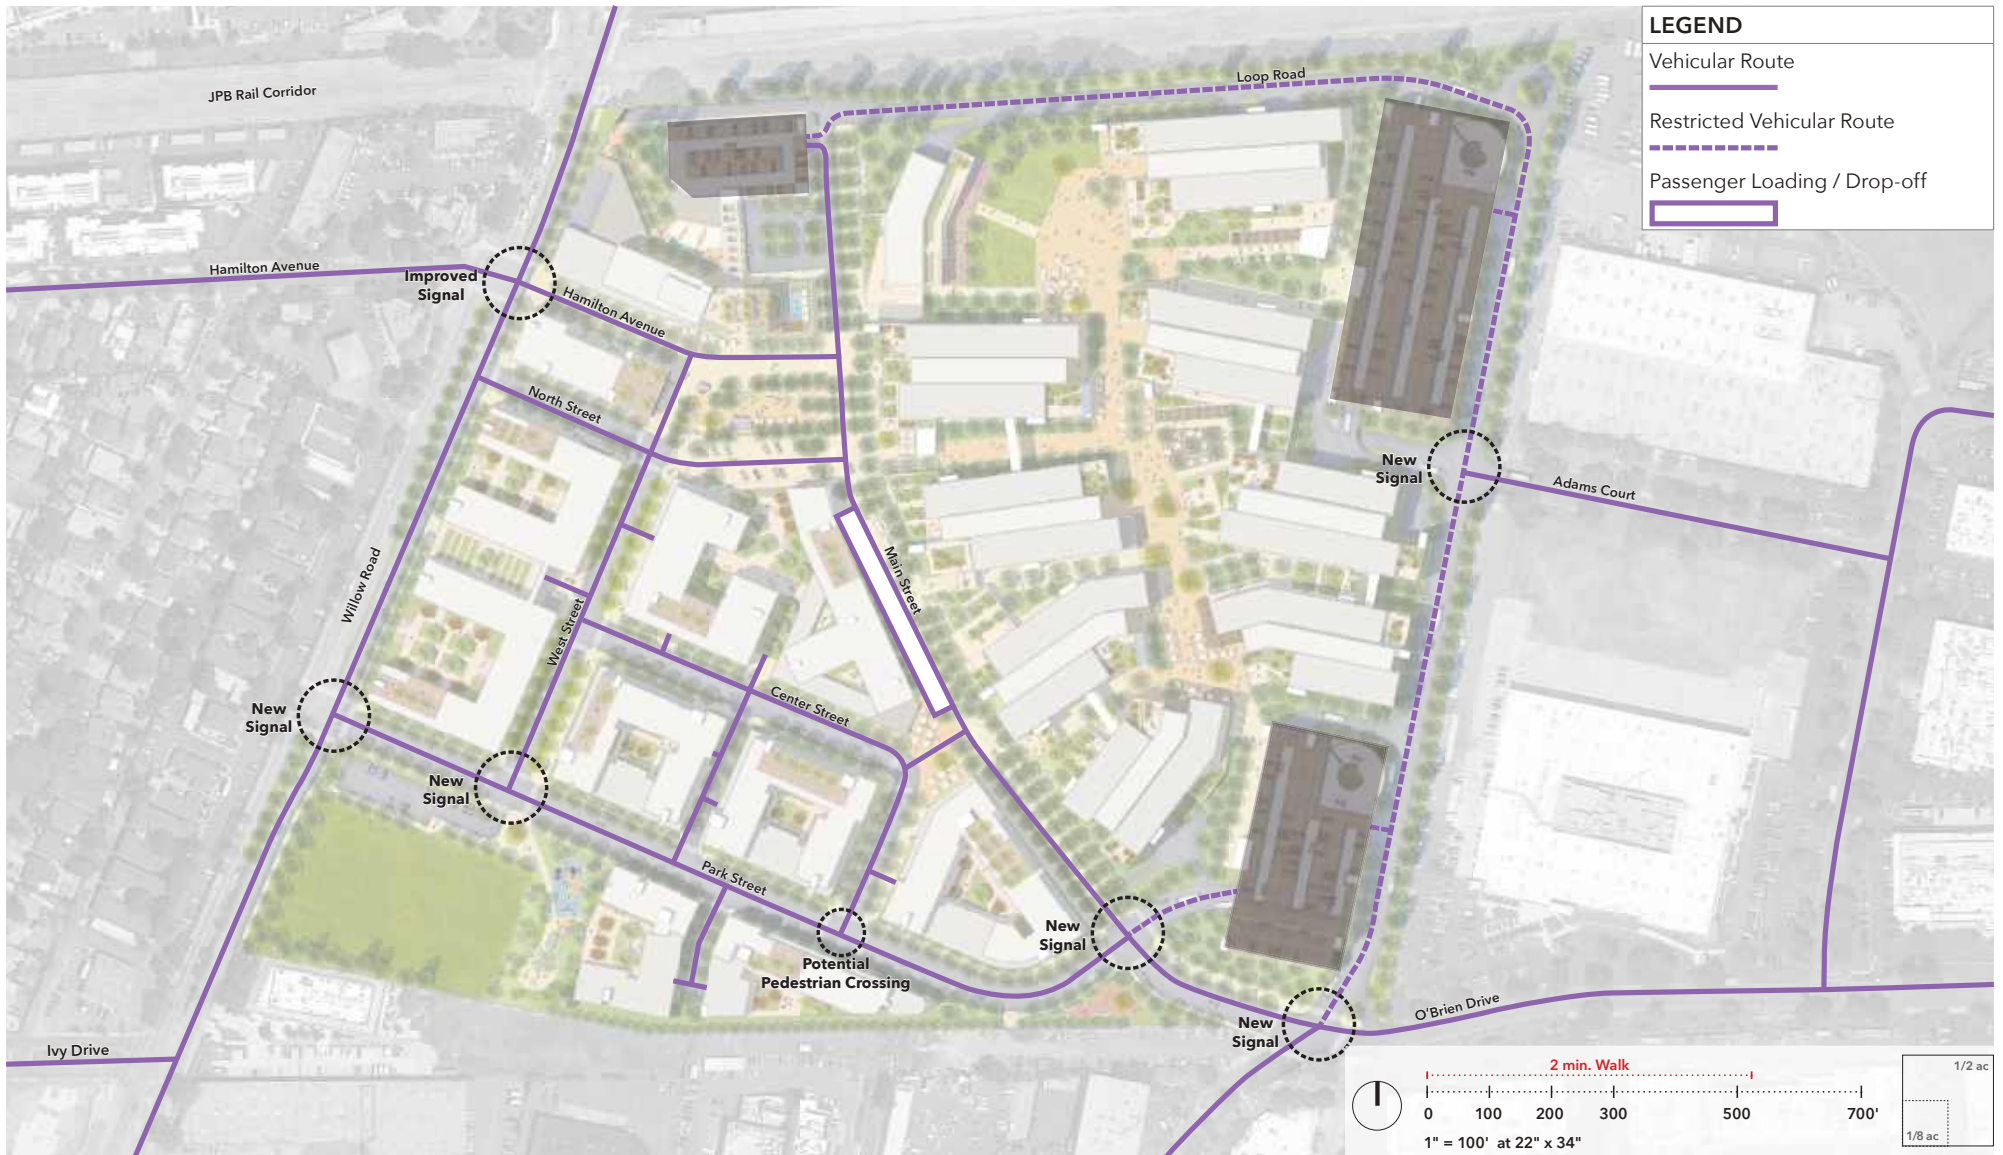 LEGEND
Vehicular Route
Restricted Vehicular Route
Passenger Loading / Drop-off
Loop Road
JPB Rail Corridor
Hamilton Avenue
Improved
Signal
Hamilton Avenue
North Street
New
Signal
Adams Court
Main Street
Willow Road
West Street
Center Street
New
Signal
New
Signal
Park Street
New
Signal
Potential
Pedestrian Crossing
New
Signal
O'Brien Drive
Ivy Drive
2 min. Walk
0 100 200 300 500 700'
1" = 100' at 22" x 34"
1/2 ac
1/8 ac